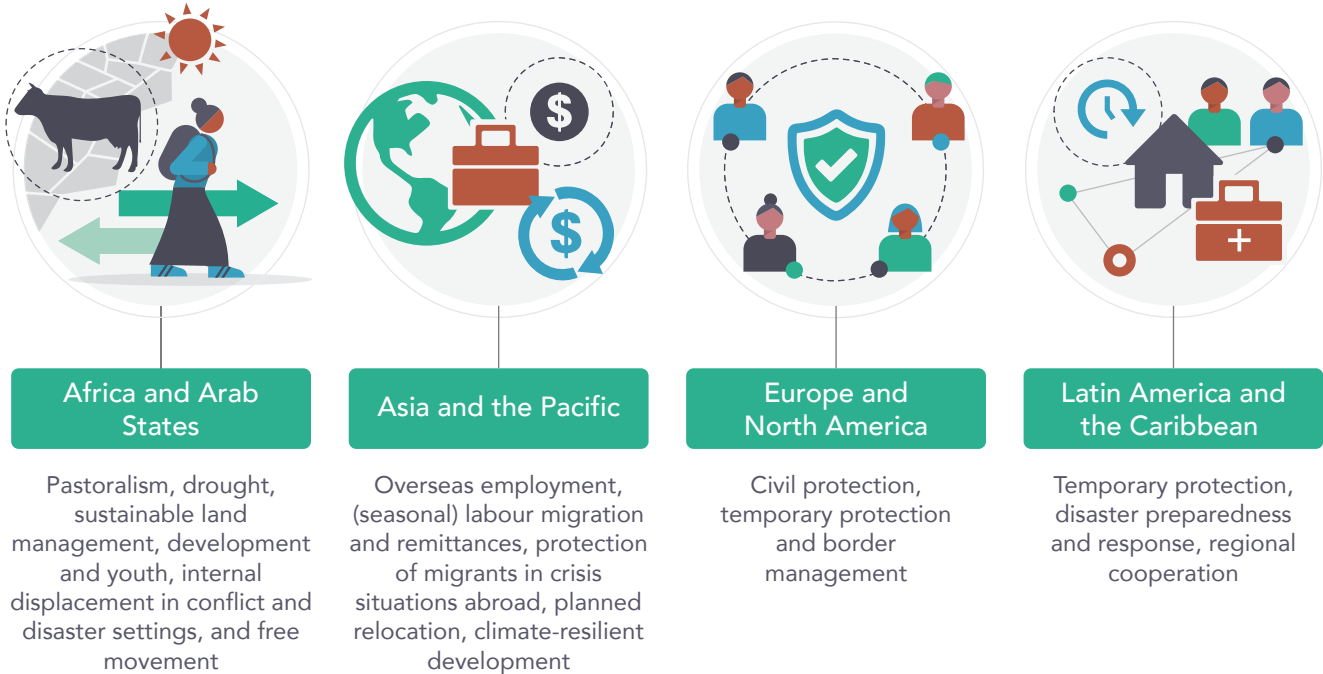 $
$
Africa and Arab
States
Pastoralism, drought,
sustainable land
management, development
and youth, internal
displacement in conflict and
disaster settings, and free
movement
Asia and the Pacific
Overseas employment,
(seasonal) labour migration
and remittances, protection
of migrants in crisis
situations abroad, planned
relocation, climate-resilient
development
Europe and
North America
Civil protection,
temporary protection
and border
management
Latin America and
the Caribbean
Temporary protection,
disaster preparedness
and response, regional
cooperation